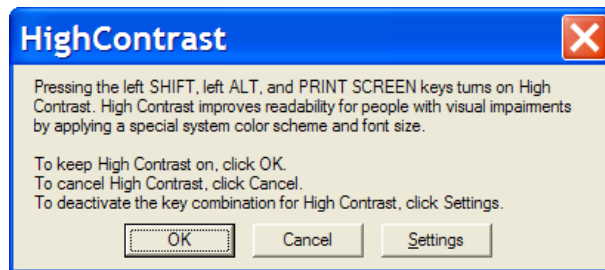 HighContrast
Pressing the left SHIFT, left ALT, and PRINT SCREEN keys turns on High
Contrast. High Contrast improves readability for people with visual impairments
by applying a special system color scheme and font size.
To keep High Contrast on, click OK.
To cancel High Contrast, click Cancel.
To deactivate the key combination for High Contrast, click Settings.
OK Cancel Settings